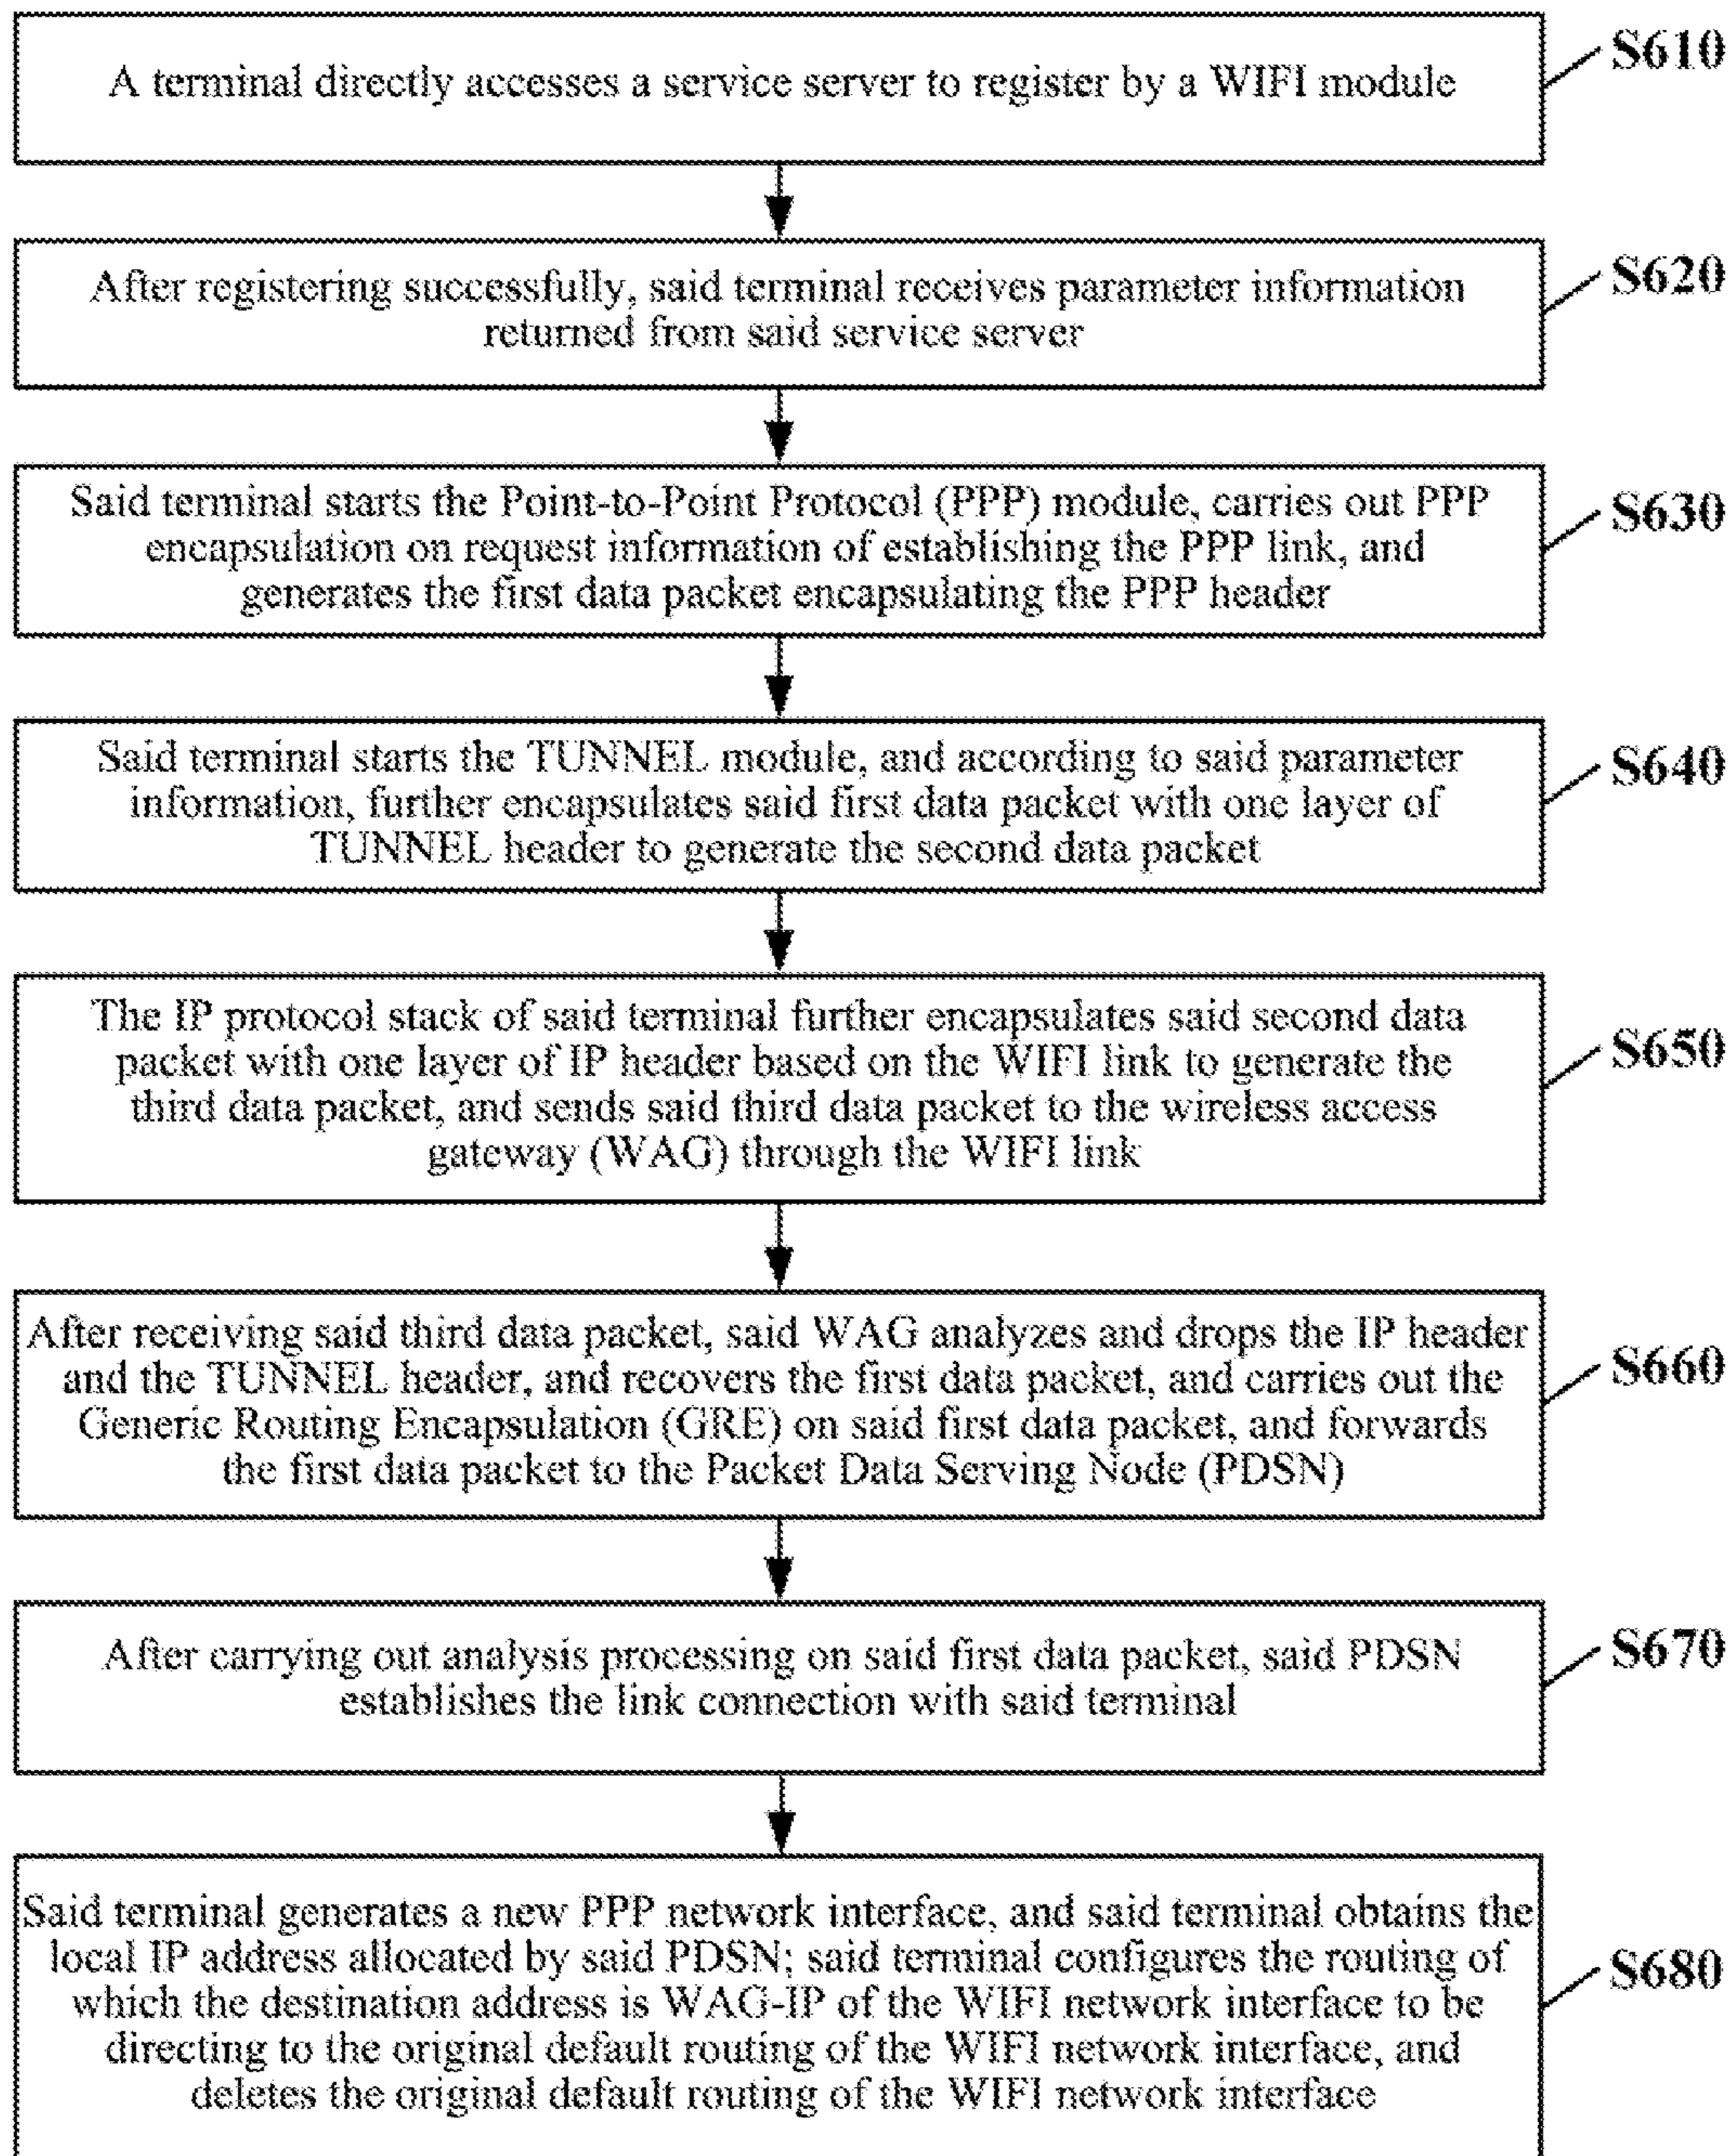 A terminal directly accesses a service server to register by a WIFI module
S610
After registering successfully, said terminal receives parameter information
returned from said service server
S620
Said terminal starts the Point-to-Point Protocol (PPP) module, carries out PPP
encapsulation on request information of establishing the PPP link, and
generates the first data packet encapsulating the PPP header
S630
Said terminal starts the TUNNEL module, and according to said parameter
information, further encapsulates said first data packet with one layer of
TUNNEL header to generate the second data packet
S640
The IP protocol stack of said terminal further encapsulates said second data
packet with one layer of IP header based on the WIFI link to generate the
third data packet, and sends said third data packet to the wireless access
gateway (WAG) through the WIFI link
S650
After receiving said third data packet, said WAG analyzes and drops the IP header
and the TUNNEL header, and recovers the first data packet, and carries out the
Generic Routing Encapsulation (GRE) on said first data packet, and forwards
the first data packet to the Packet Data Serving Node (PDSN)
S660
After carrying out analysis processing on said first data packet, said PDSN
establishes the link connection with said terminal
S670
Said terminal generates a new PPP network interface, and said terminal obtains the
local IP address allocated by said PDSN; said terminal configures the routing of
which the destination address is WAG-IP of the WIFI network interface to be
directing to the original default routing of the WIFI network interface, and
deletes the original default routing of the WIFI network interface
S680